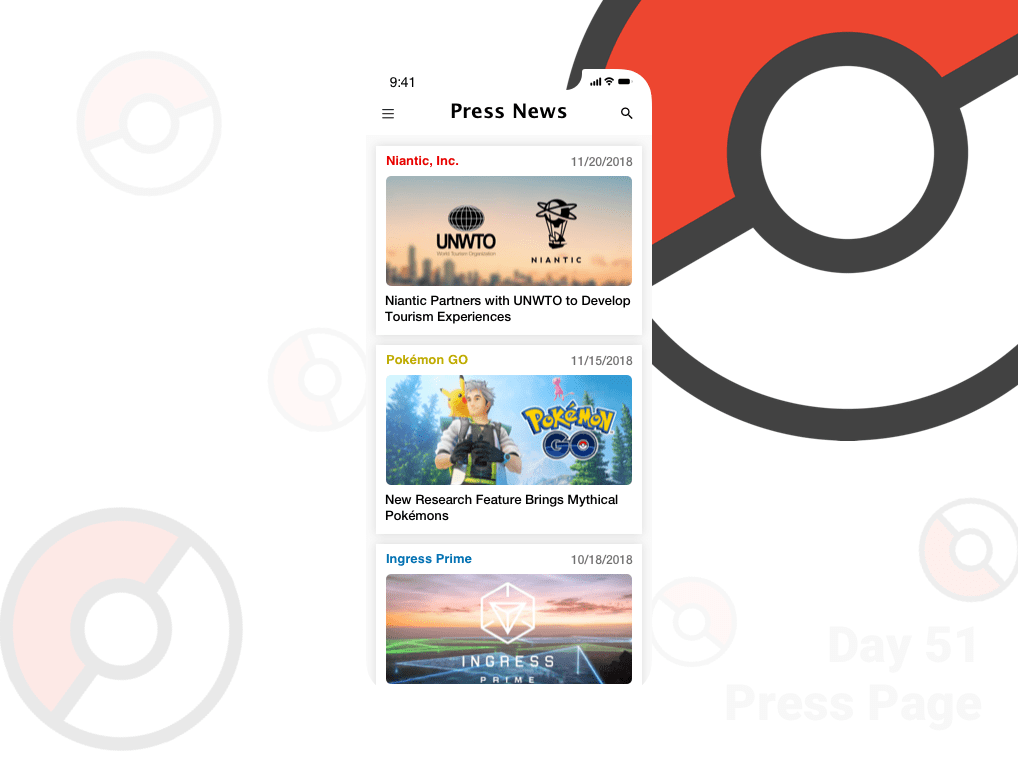 9:41
Press News
Niantic, Inc.
11/20/2018
UNWTO
World Tourism Organization
NIANTIC
Niantic Partners with UNWTO to Develop
Tourism Experiences
Pokémon GO
11/15/2018
POKéMON
GO
New Research Feature Brings Mythical
Pokémons
Ingress Prime
10/18/2018
INGRESS
PRIME
Day 51
Press Page